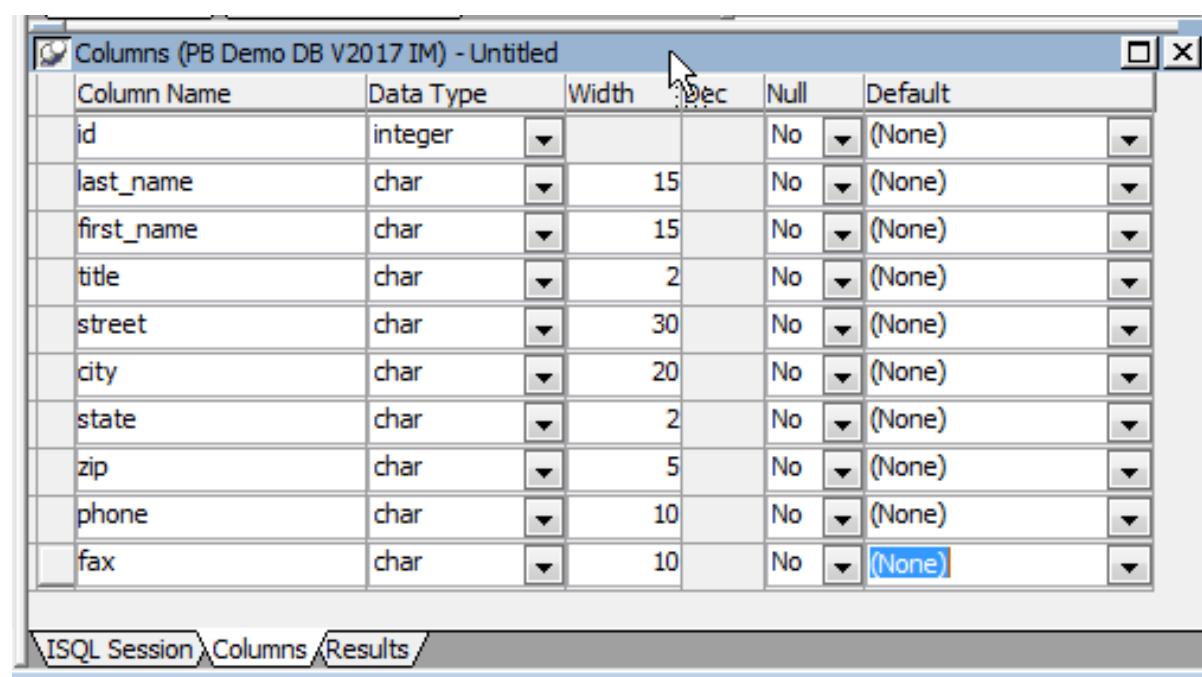 Columns (PB Demo DB V2017 IM) - Untitled
Column Name Data Type Width Dec Null Default
id integer No (None)
last_name char 15 No (None)
first_name char 15 No (None)
title char 2 No (None)
street char 30 No (None)
city char 20 No (None)
state char 2 No (None)
zip char 5 No (None)
phone char 10 No (None)
fax char 10 No (None)
ISQL Session Columns Results